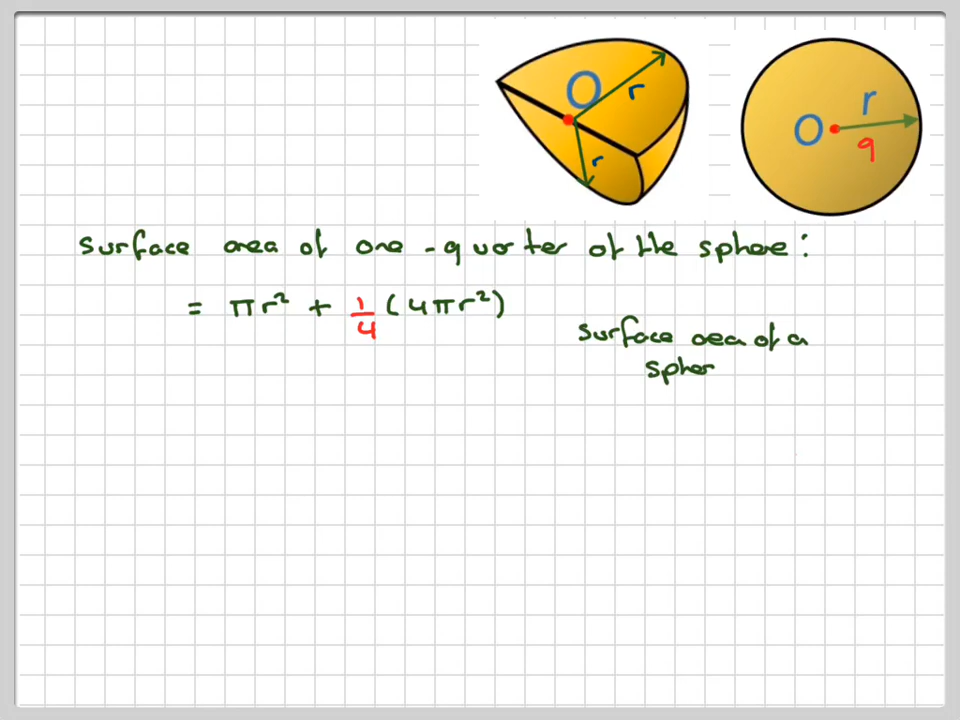 O r
r
O r
9
surface area of one-quarter of the sphere:
= πr² + 1/4 (4πr²)
surface area of a
spher